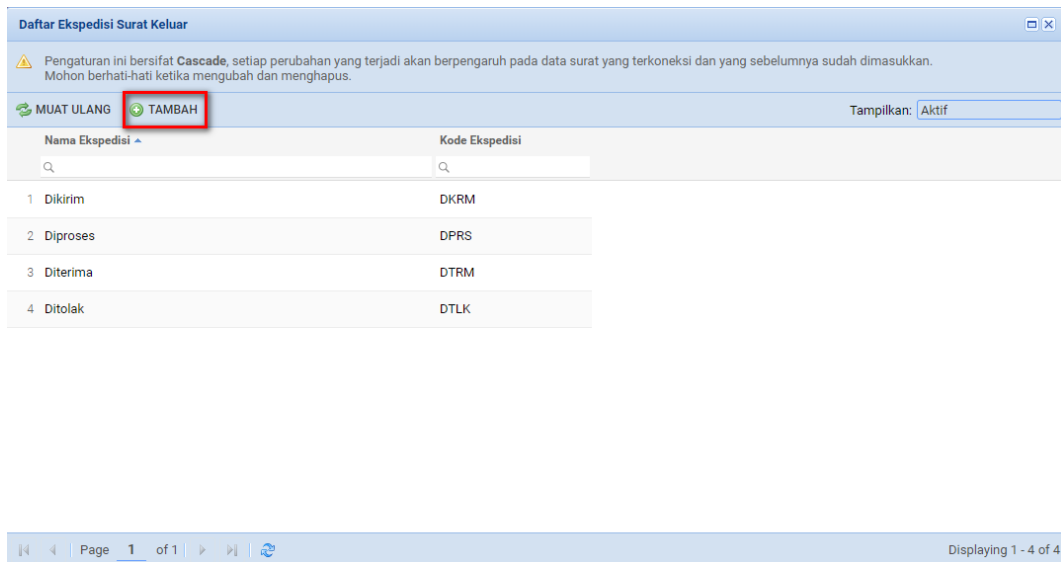 Daftar Ekspedisi Surat Keluar
Pengaturan ini bersifat Cascade, setiap perubahan yang terjadi akan berpengaruh pada data surat yang terkoneksi dan yang sebelumnya sudah dimasukkan.
Mohon berhati-hati ketika mengubah dan menghapus.
MUAT ULANG TAMBAH Tampilkan: Aktif
Nama Ekspedisi Kode Ekspedisi
1 Dikirim DKRM
2 Diproses DPRS
3 Diterima DTRM
4 Ditolak DTLK
Page 1 of 1 Displaying 1 - 4 of 4